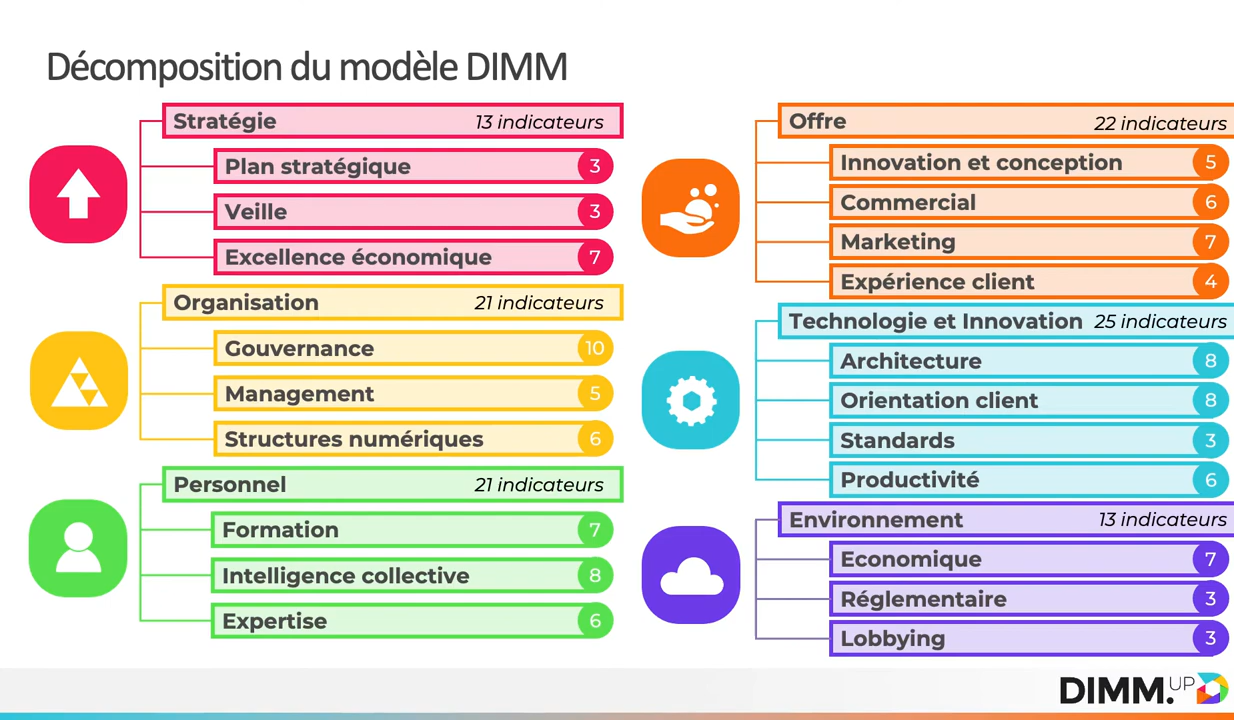 Décomposition du modèle DIMM
Stratégie 13 indicateurs
Plan stratégique 3
Veille 3
Excellence économique 7
Organisation 21 indicateurs
Gouvernance 10
Management 5
Structures numériques 6
Personnel 21 indicateurs
Formation 7
Intelligence collective 8
Expertise 6
Offre 22 indicateurs
Innovation et conception 5
Commercial 6
Marketing 7
Expérience client 4
Technologie et Innovation 25 indicateurs
Architecture 8
Orientation client 8
Standards 3
Productivité 6
Environnement 13 indicateurs
Economique 7
Réglementaire 3
Lobbying 3
DIMM.UP